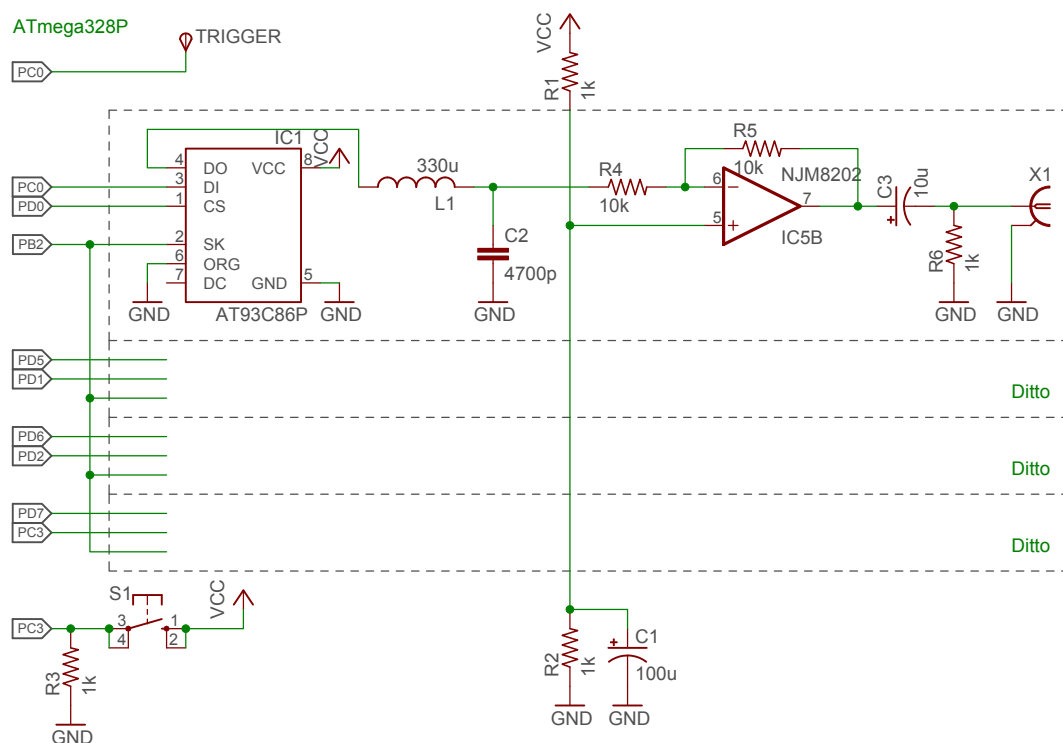 ATmega328P
TRIGGER
PC0
VCC
R1
1k
IC1
VCC
4
DO
VCC
8
PC0
3
DI
PD0
1
CS
PB2
2
SK
6
ORG
7
DC
GND
5
GND
AT93C86P
GND
330u
L1
C2
4700p
GND
R4
10k
R5
10k
NJM8202
6
5
7
IC5B
C3
10u
+
R6
1k
GND
X1
GND
PD5
PD1
Ditto
PD6
PD2
Ditto
PD7
PC3
Ditto
S1
VCC
PC3
3
1
4
2
R3
1k
GND
R2
1k
GND
+
C1
100u
GND